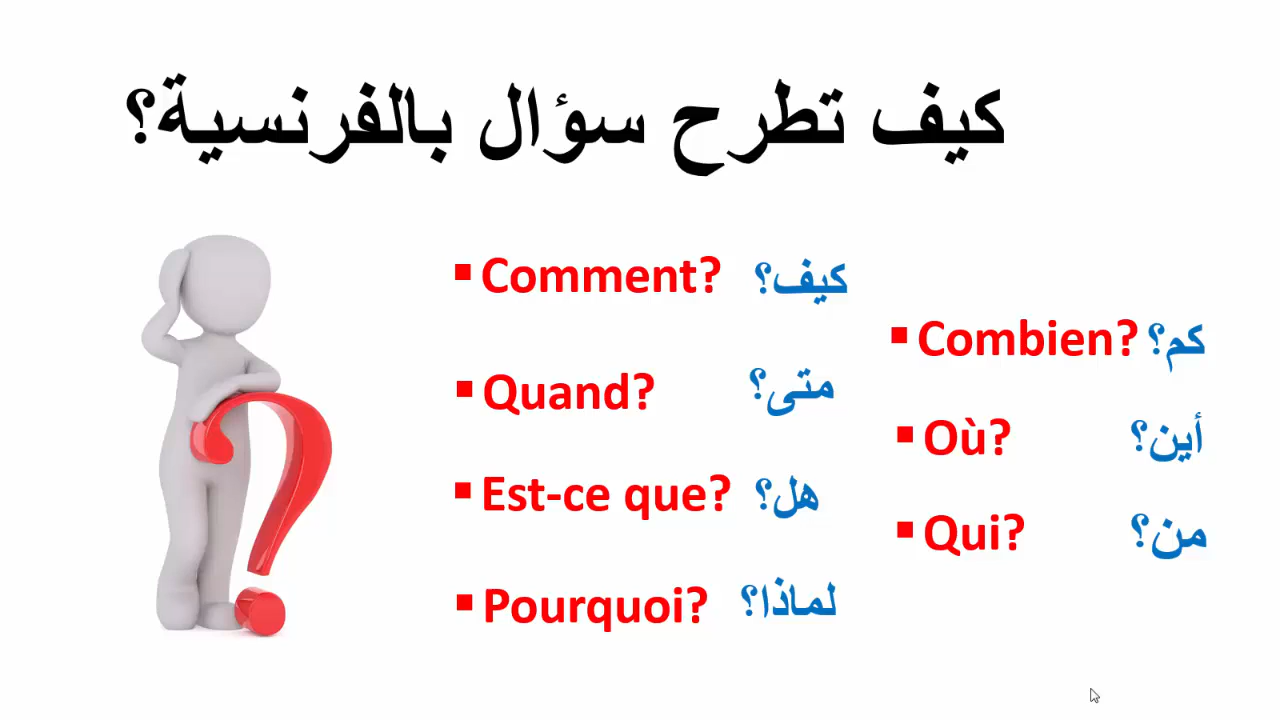 كيف تطرح سؤال بالفرنسية؟
▪ Comment? كيف؟
▪ Quand? متى؟
▪ Est-ce que? هل؟
▪ Pourquoi? لماذا؟
▪ Combien? كم؟
▪ Où? أين؟
▪ Qui? من؟